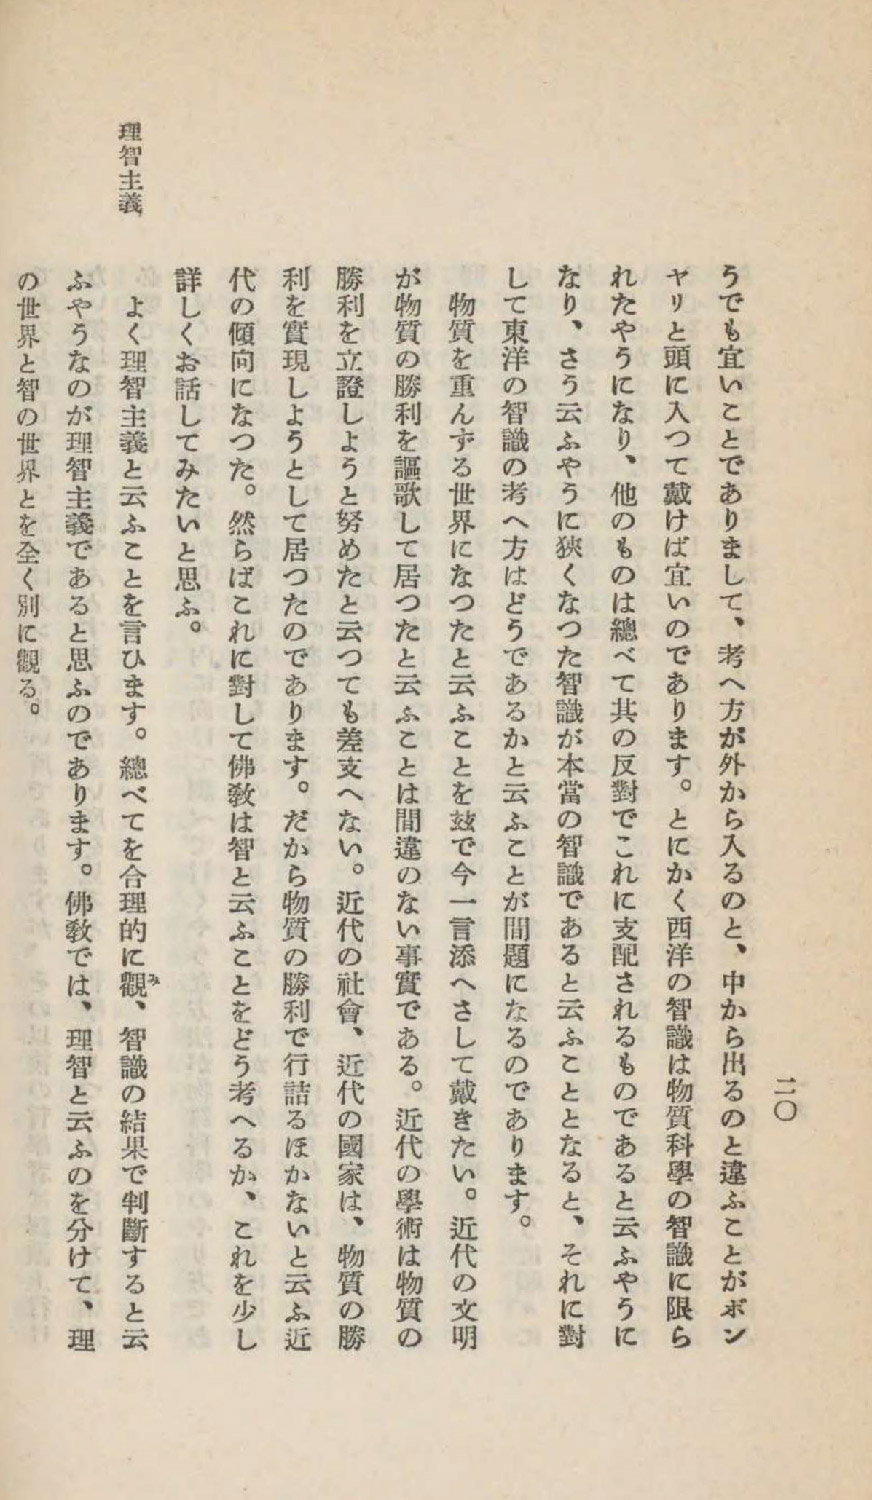 二〇
うでも宜いことでありまして、考へ方が外から入るのと、中から出るのと違ふことがボン
ヤリと頭に入つて戴けば宜いのであります。とにかく西洋の智識は物質科學の智識に限ら
れたやうになり、他のものは總べて其の反對でこれに支配されるものであると云ふやうに
なり、さう云ふやうに狹くなつた智識が本當の智識であると云ふこととなると、それに對
して東洋の智識の考へ方はどうであるかと云ふことが問題になるのであります。
物質を重んずる世界になつたと云ふことを玆で今一言添へさして戴きたい。近代の文明
が物質の勝利を謳歌して居つたと云ふことは間違のない事實である。近代の學術は物質の
勝利を立證しようと努めたと云つても差支へない。近代の社會、近代の國家は、物質の勝
利を實現しようとして居つたのであります。だから物質の勝利で行詰るほかないと云ふ近
代の傾向になつた。然らばこれに對して佛敎は智と云ふことをどう考へるか、これを少し
詳しくお話してみたいと思ふ。
理智主義
よく理智主義と云ふことを言ひます。總べてを合理的に觀、智識の結果で判斷すると云
み
ふやうなのが理智主義であると思ふのであります。佛敎では、理智と云ふのを分けて、理
の世界と智の世界とを全く別に觀る。